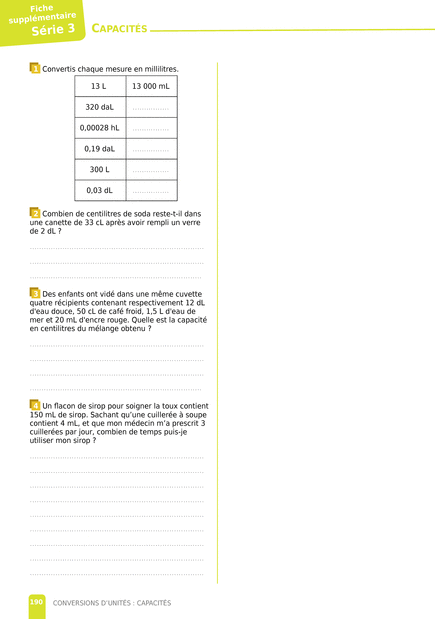 Fiche
supplémentaire
Série 3
CAPACITÉS
1 Convertis chaque mesure en millilitres.
13 L 13 000 mL
320 daL ................
0,00028 hL ................
0,19 daL ................
300 L ................
0,03 dL ................
2 Combien de centilitres de soda reste-t-il dans
une canette de 33 cL après avoir rempli un verre
de 2 dL ?
3 Des enfants ont vidé dans une même cuvette
quatre récipients contenant respectivement 12 dL
d'eau douce, 50 cL de café froid, 1,5 L d'eau de
mer et 20 mL d'encre rouge. Quelle est la capacité
en centilitres du mélange obtenu ?
4 Un flacon de sirop pour soigner la toux contient
150 mL de sirop. Sachant qu'une cuillerée à soupe
contient 4 mL, et que mon médecin m'a prescrit 3
cuillerées par jour, combien de temps puis-je
utiliser mon sirop ?
190 CONVERSIONS D'UNITÉS : CAPACITÉS